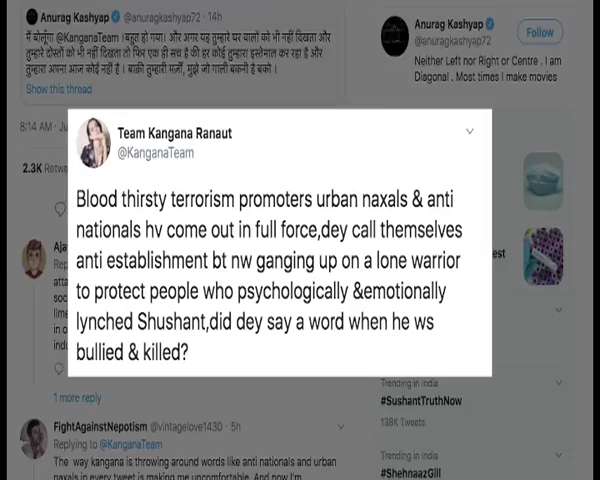 Anurag Kashyap @anuragkashyap72 · 14h
मैं बोलूँगा @KanganaTeam । बहुत हो गया। और अगर यह तुम्हारे घर वालों को भी नहीं दिखता और
तुम्हारे दोस्तों को भी नहीं दिखता तो फिर एक ही सच है की हर कोई तुम्हारा इस्तेमाल कर रहा है और
तुम्हारा अपना आज कोई नहीं है । बाक़ी तुम्हारी मर्ज़ी, मुझे जो गाली बकनी है बको ।
Show this thread
8:14 AM
2.3K
Anurag Kashyap
@anuragkashyap72
Follow
Neither Left nor Right or Centre . I am
Diagonal . Most times I make movies
Team Kangana Ranaut
@KanganaTeam
Blood thirsty terrorism promoters urban naxals & anti
nationals hv come out in full force,dey call themselves
anti establishment bt nw ganging up on a lone warrior
to protect people who psychologically &emotionally
lynched Shushant,did dey say a word when he ws
bullied & killed?
1 more reply
FightAgainstNepotism @vintagelove1430 · 5h
Replying to @KanganaTeam
The way kangana is throwing around words like anti nationals and urban
naxals in every tweet is making me uncomfortable. And now I'm
Trending in India
#SushantTruthNow
138K Tweets
Trending in India
#ShehnaazGill